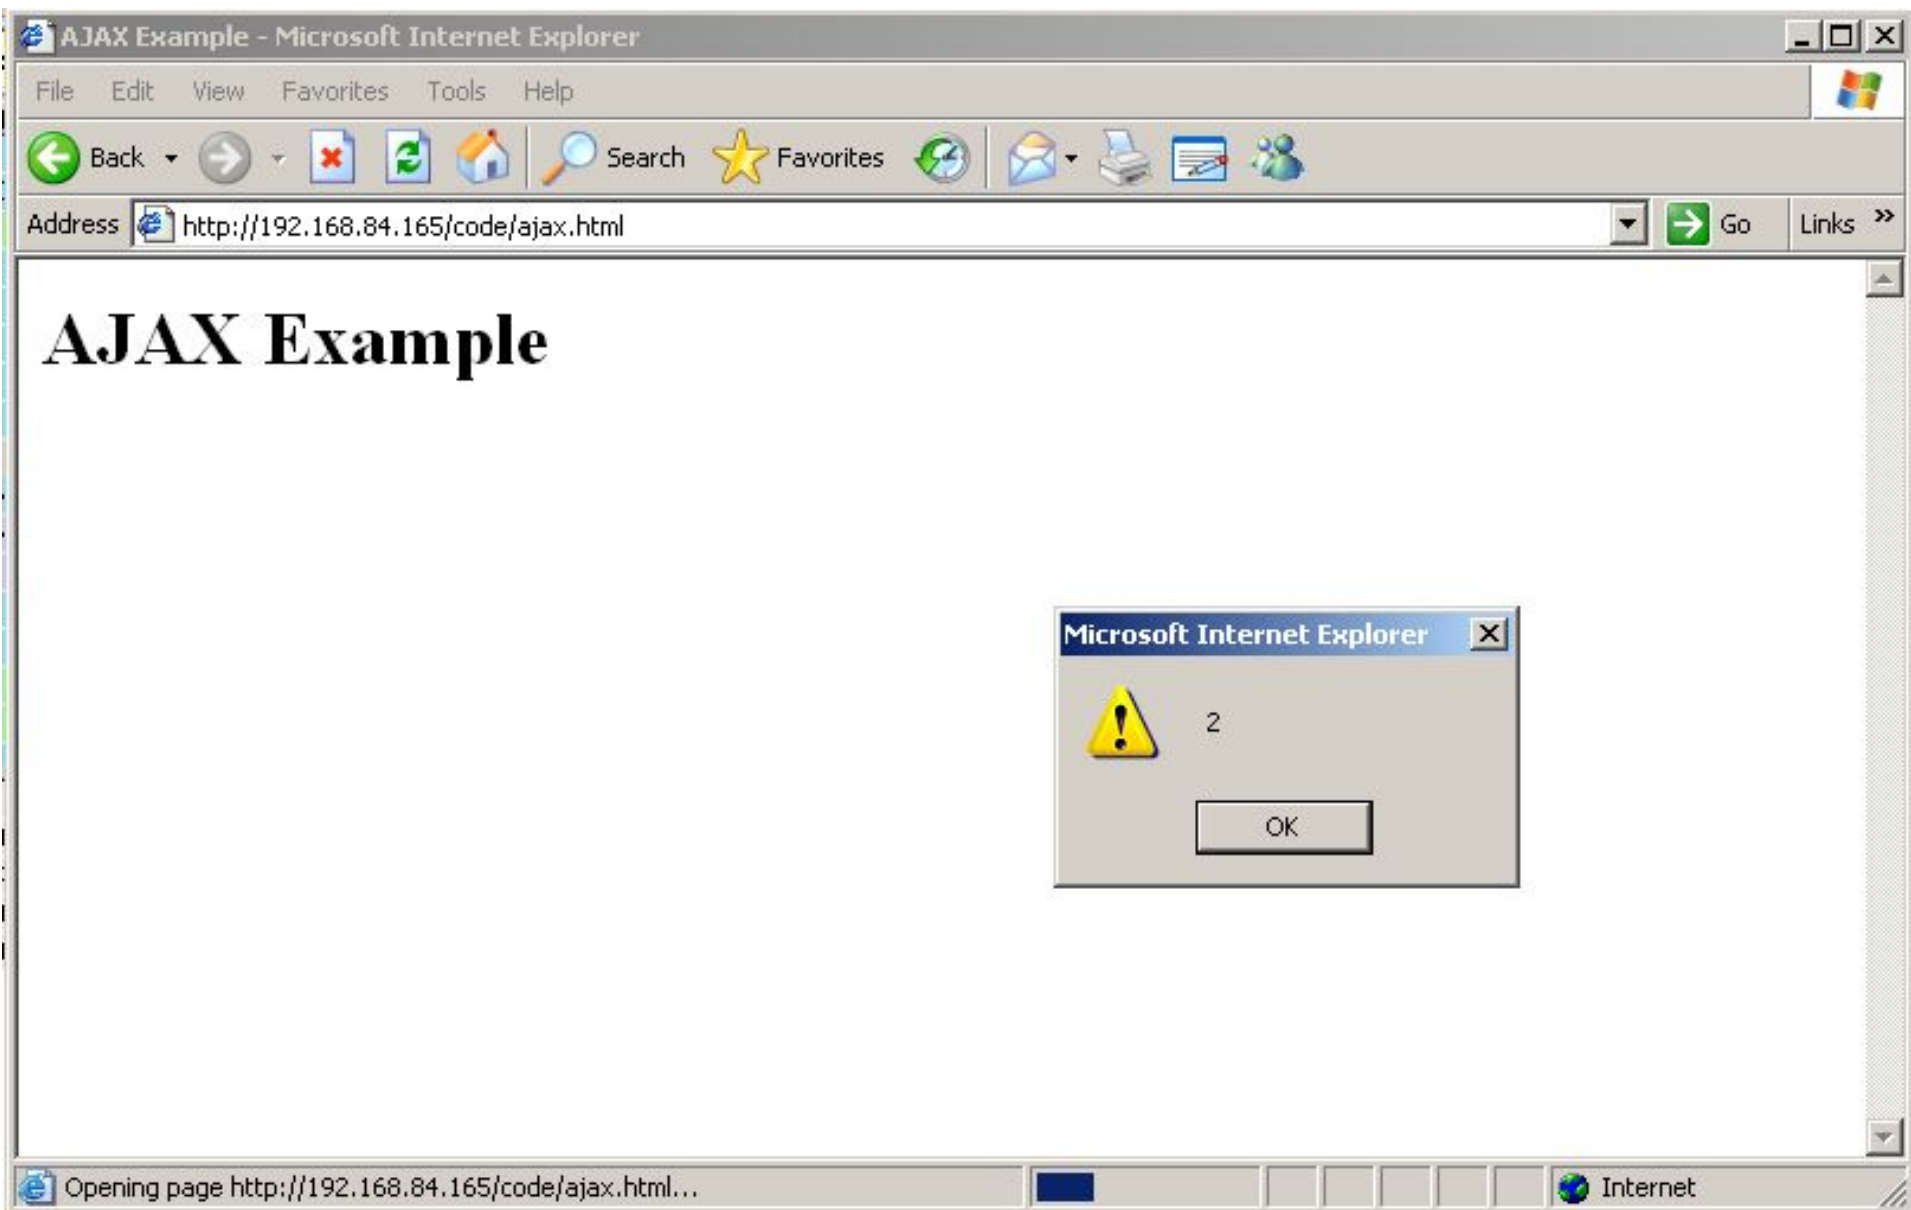 AJAX Example - Microsoft Internet Explorer
File Edit View Favorites Tools Help
Back Search Favorites
Address http://192.168.84.165/code/ajax.html Go Links »
AJAX Example
Microsoft Internet Explorer
2
OK
Opening page http://192.168.84.165/code/ajax.html... Internet